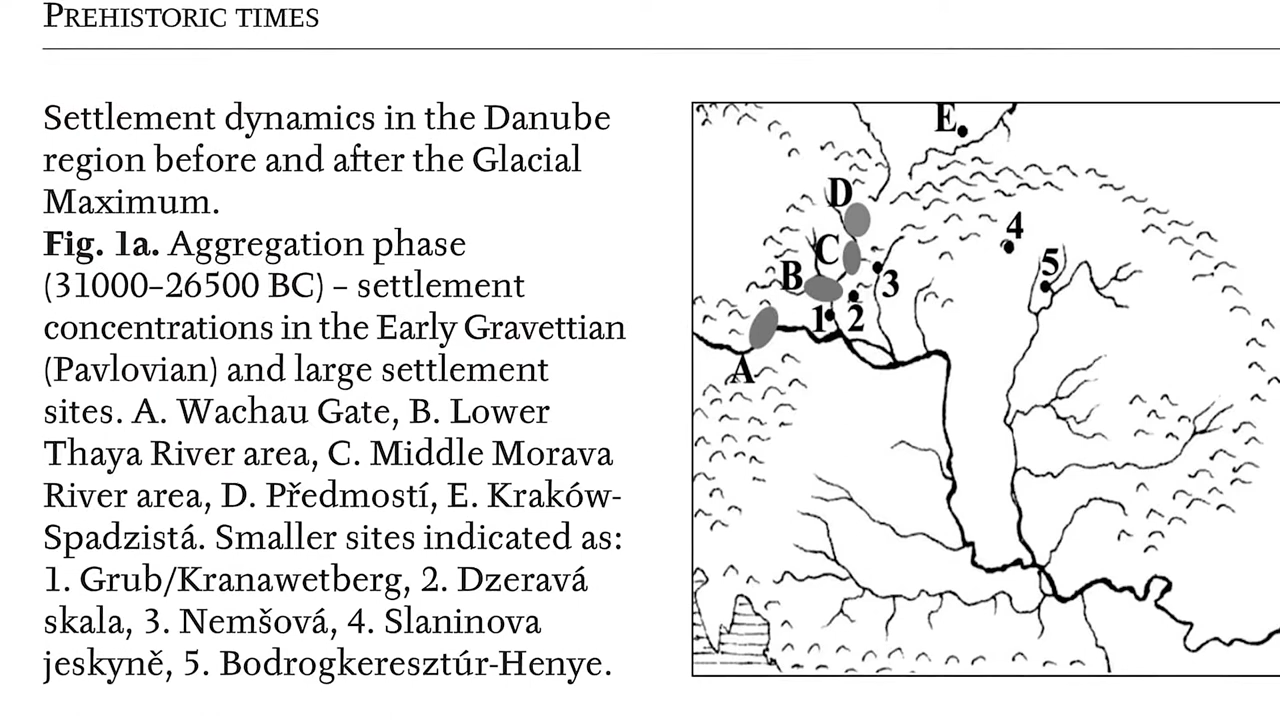 PREHISTORIC TIMES
Settlement dynamics in the Danube
region before and after the Glacial
Maximum.
Fig. 1a. Aggregation phase
(31000–26500 BC) – settlement
concentrations in the Early Gravettian
(Pavlovian) and large settlement
sites. A. Wachau Gate, B. Lower
Thaya River area, C. Middle Morava
River area, D. Předmostí, E. Kraków-
Spadzistá. Smaller sites indicated as:
1. Grub/Kranawetberg, 2. Dzeravá
skala, 3. Nemšová, 4. Slaninova
jeskyně, 5. Bodrogkeresztúr-Henye.
E
D
4
C
5
B
3
1
2
A